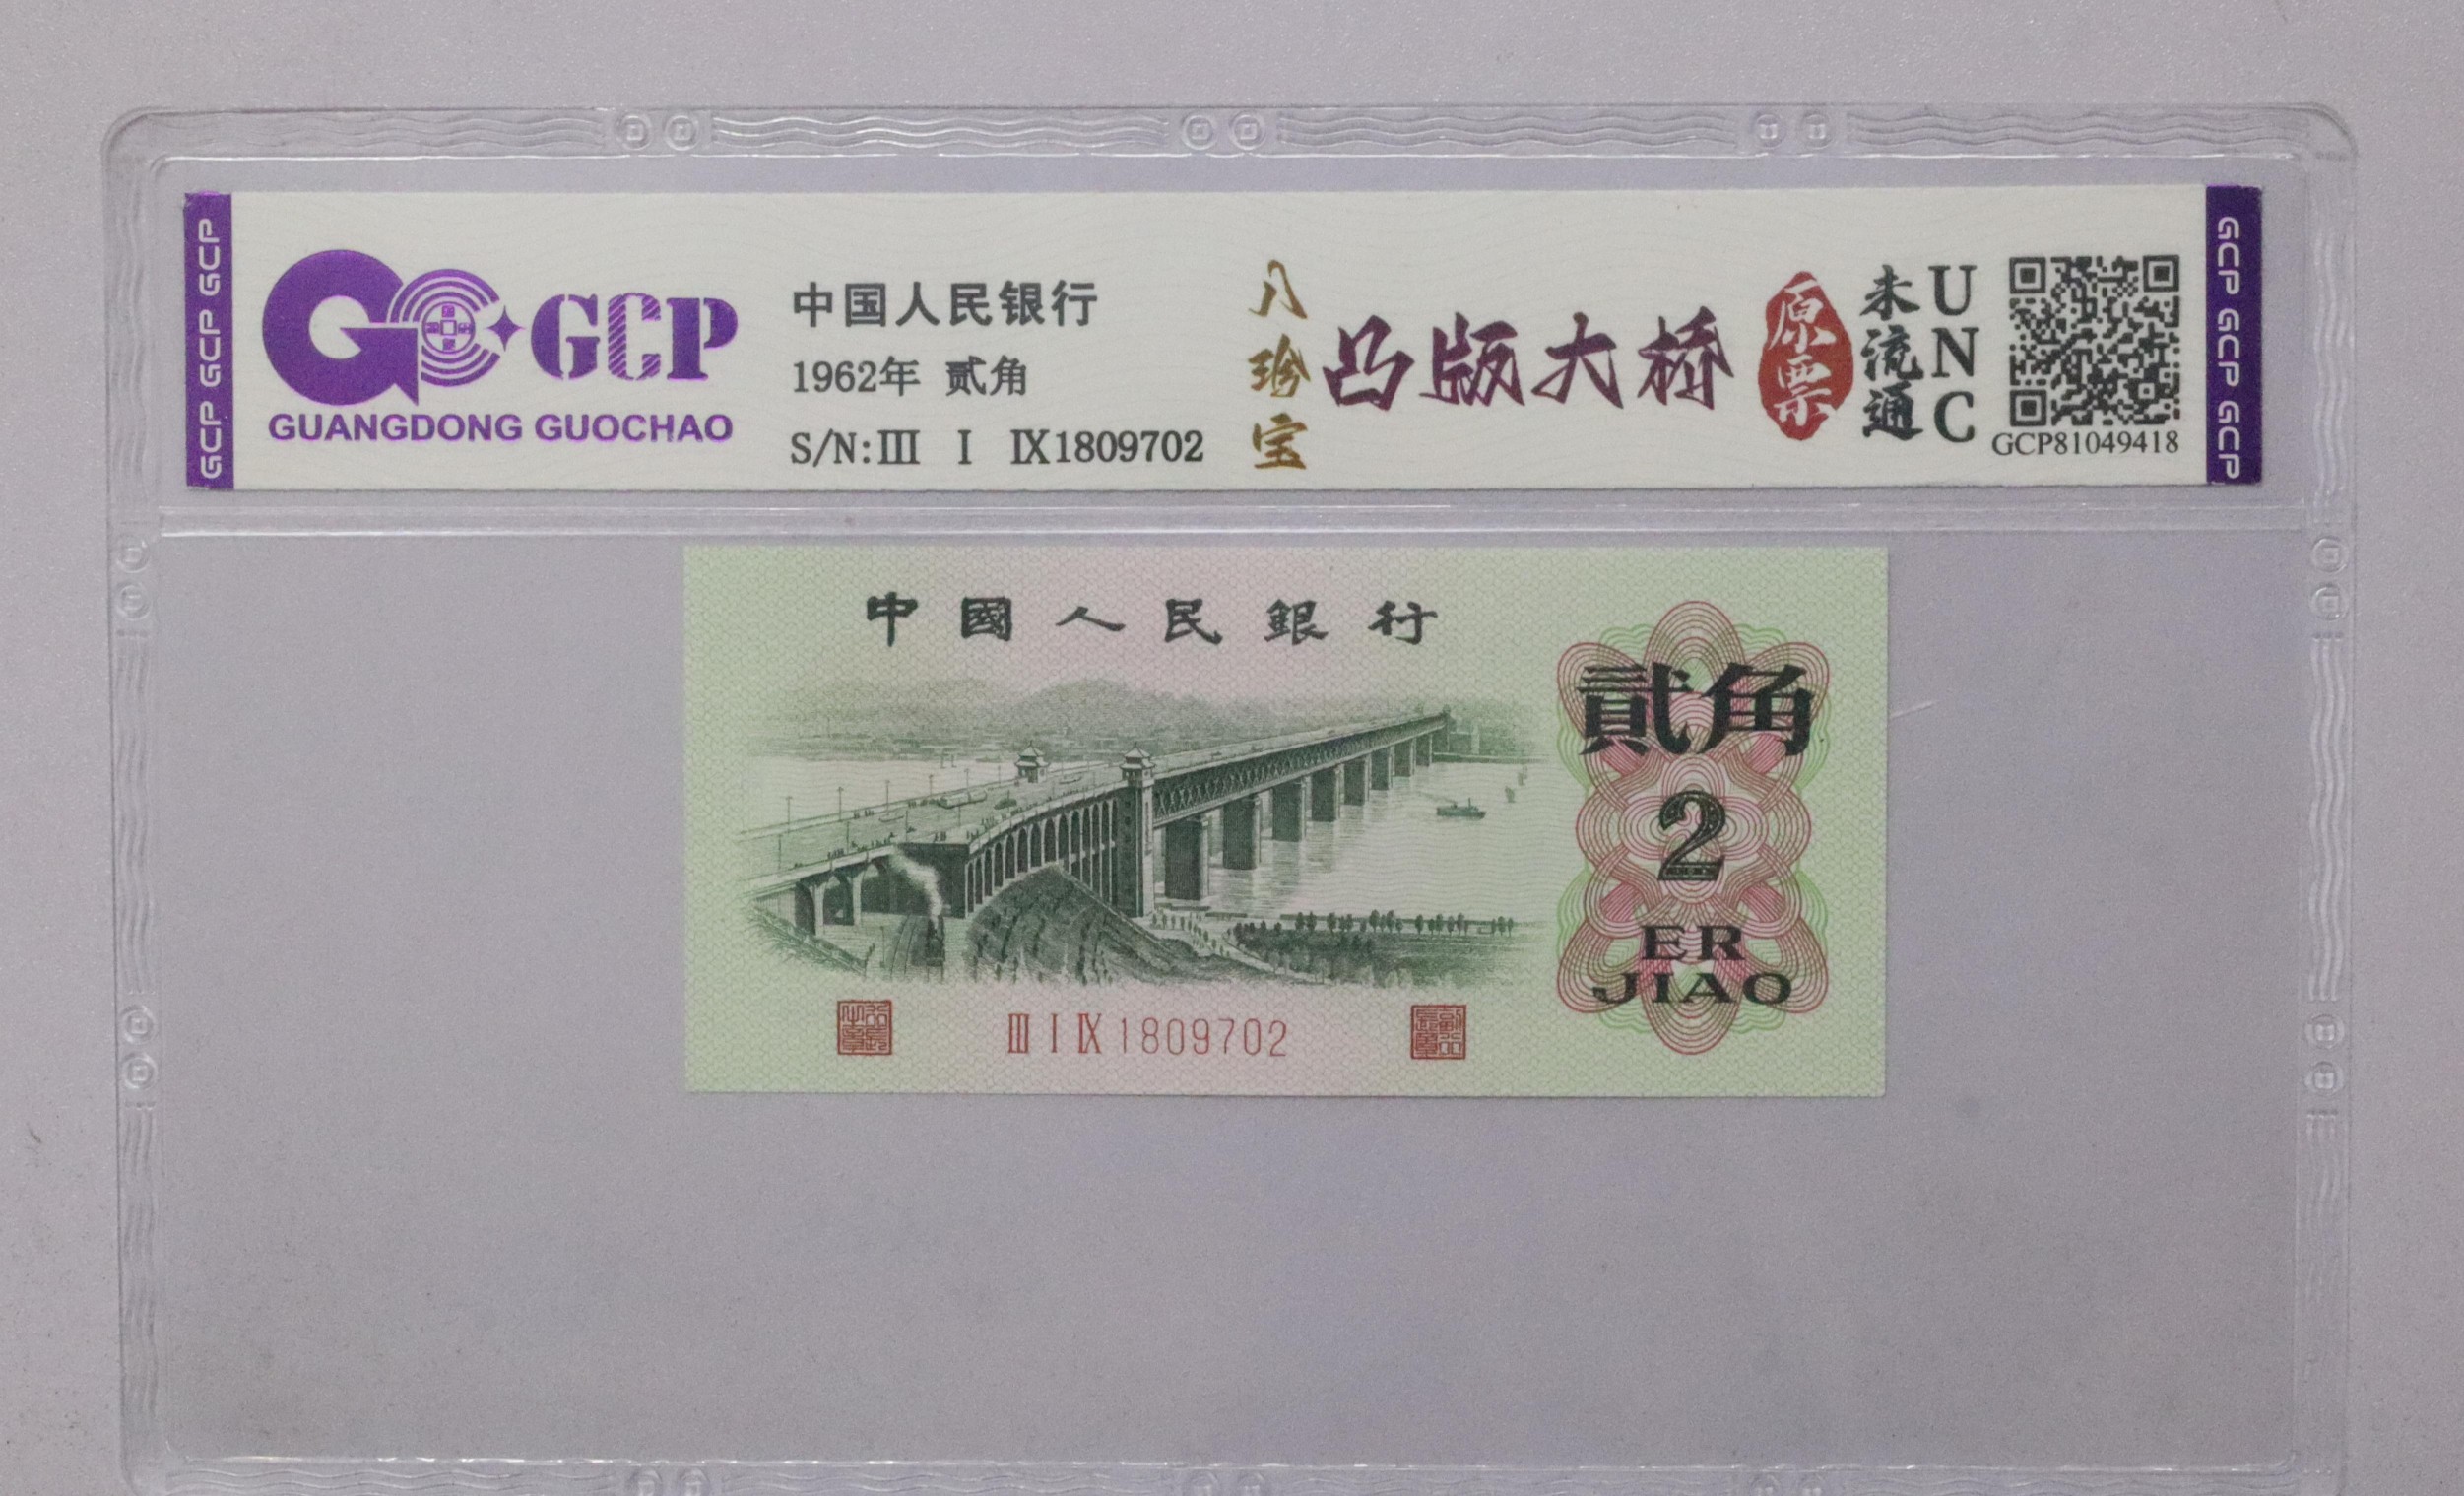 GCP GCP GCP
GCP
GUANGDONG GUOCHAO
中国人民银行
1962年 贰角
S/N:Ⅲ Ⅰ Ⅸ1809702
八珍宝
凸版大桥
原票
未流通
UNC
GCP81049418
GCP GCP GCP
中國人民銀行
貳角
2
ER
JIAO
Ⅲ Ⅰ Ⅸ 1809702